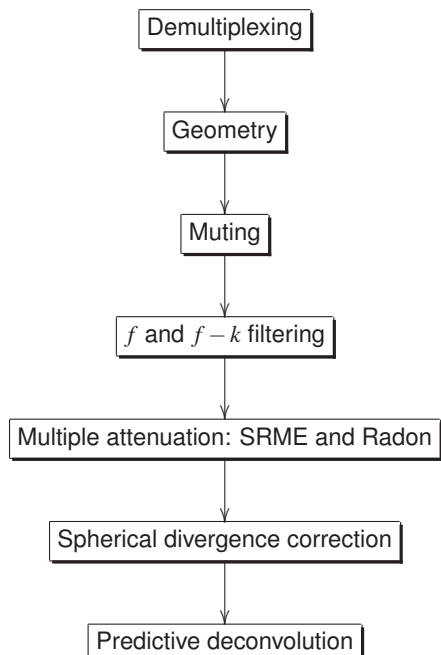 Demultiplexing
Geometry
Muting
f and f − k filtering
Multiple attenuation: SRME and Radon
Spherical divergence correction
Predictive deconvolution